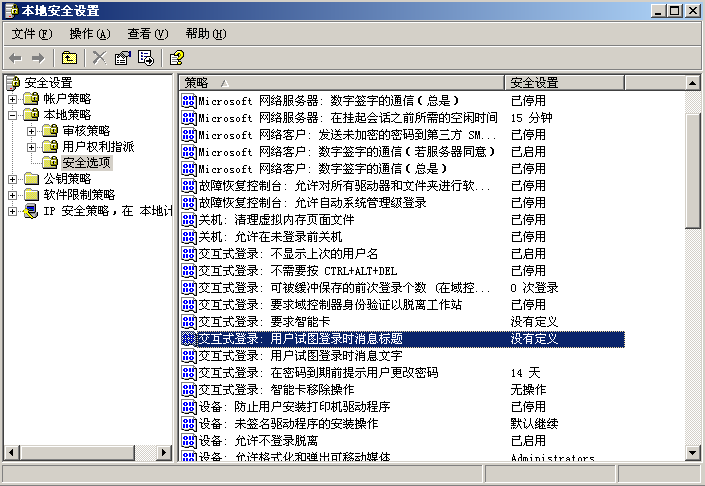 本地安全设置
文件(F) 操作(A) 查看(V) 帮助(H)
安全设置
帐户策略
本地策略
审核策略
用户权利指派
安全选项
公钥策略
软件限制策略
IP 安全策略，在 本地计
策略 安全设置
Microsoft 网络服务器: 数字签字的通信(总是) 已停用
Microsoft 网络服务器: 在挂起会话之前所需的空闲时间 15 分钟
Microsoft 网络客户: 发送未加密的密码到第三方 SM... 已停用
Microsoft 网络客户: 数字签字的通信(若服务器同意) 已启用
Microsoft 网络客户: 数字签字的通信(总是) 已停用
故障恢复控制台: 允许对所有驱动器和文件夹进行软... 已停用
故障恢复控制台: 允许自动系统管理级登录 已停用
关机: 清理虚拟内存页面文件 已停用
关机: 允许在未登录前关机 已停用
交互式登录: 不显示上次的用户名 已启用
交互式登录: 不需要按 CTRL+ALT+DEL 已停用
交互式登录: 可被缓冲保存的前次登录个数 (在域控... 0 次登录
交互式登录: 要求域控制器身份验证以脱离工作站 已停用
交互式登录: 要求智能卡 没有定义
交互式登录: 用户试图登录时消息标题 没有定义
交互式登录: 用户试图登录时消息文字
交互式登录: 在密码到期前提示用户更改密码 14 天
交互式登录: 智能卡移除操作 无操作
设备: 防止用户安装打印机驱动程序 已停用
设备: 未签名驱动程序的安装操作 默认继续
设备: 允许不登录脱离 已启用
设备: 允许格式化和弹出可移动媒体 Administrators